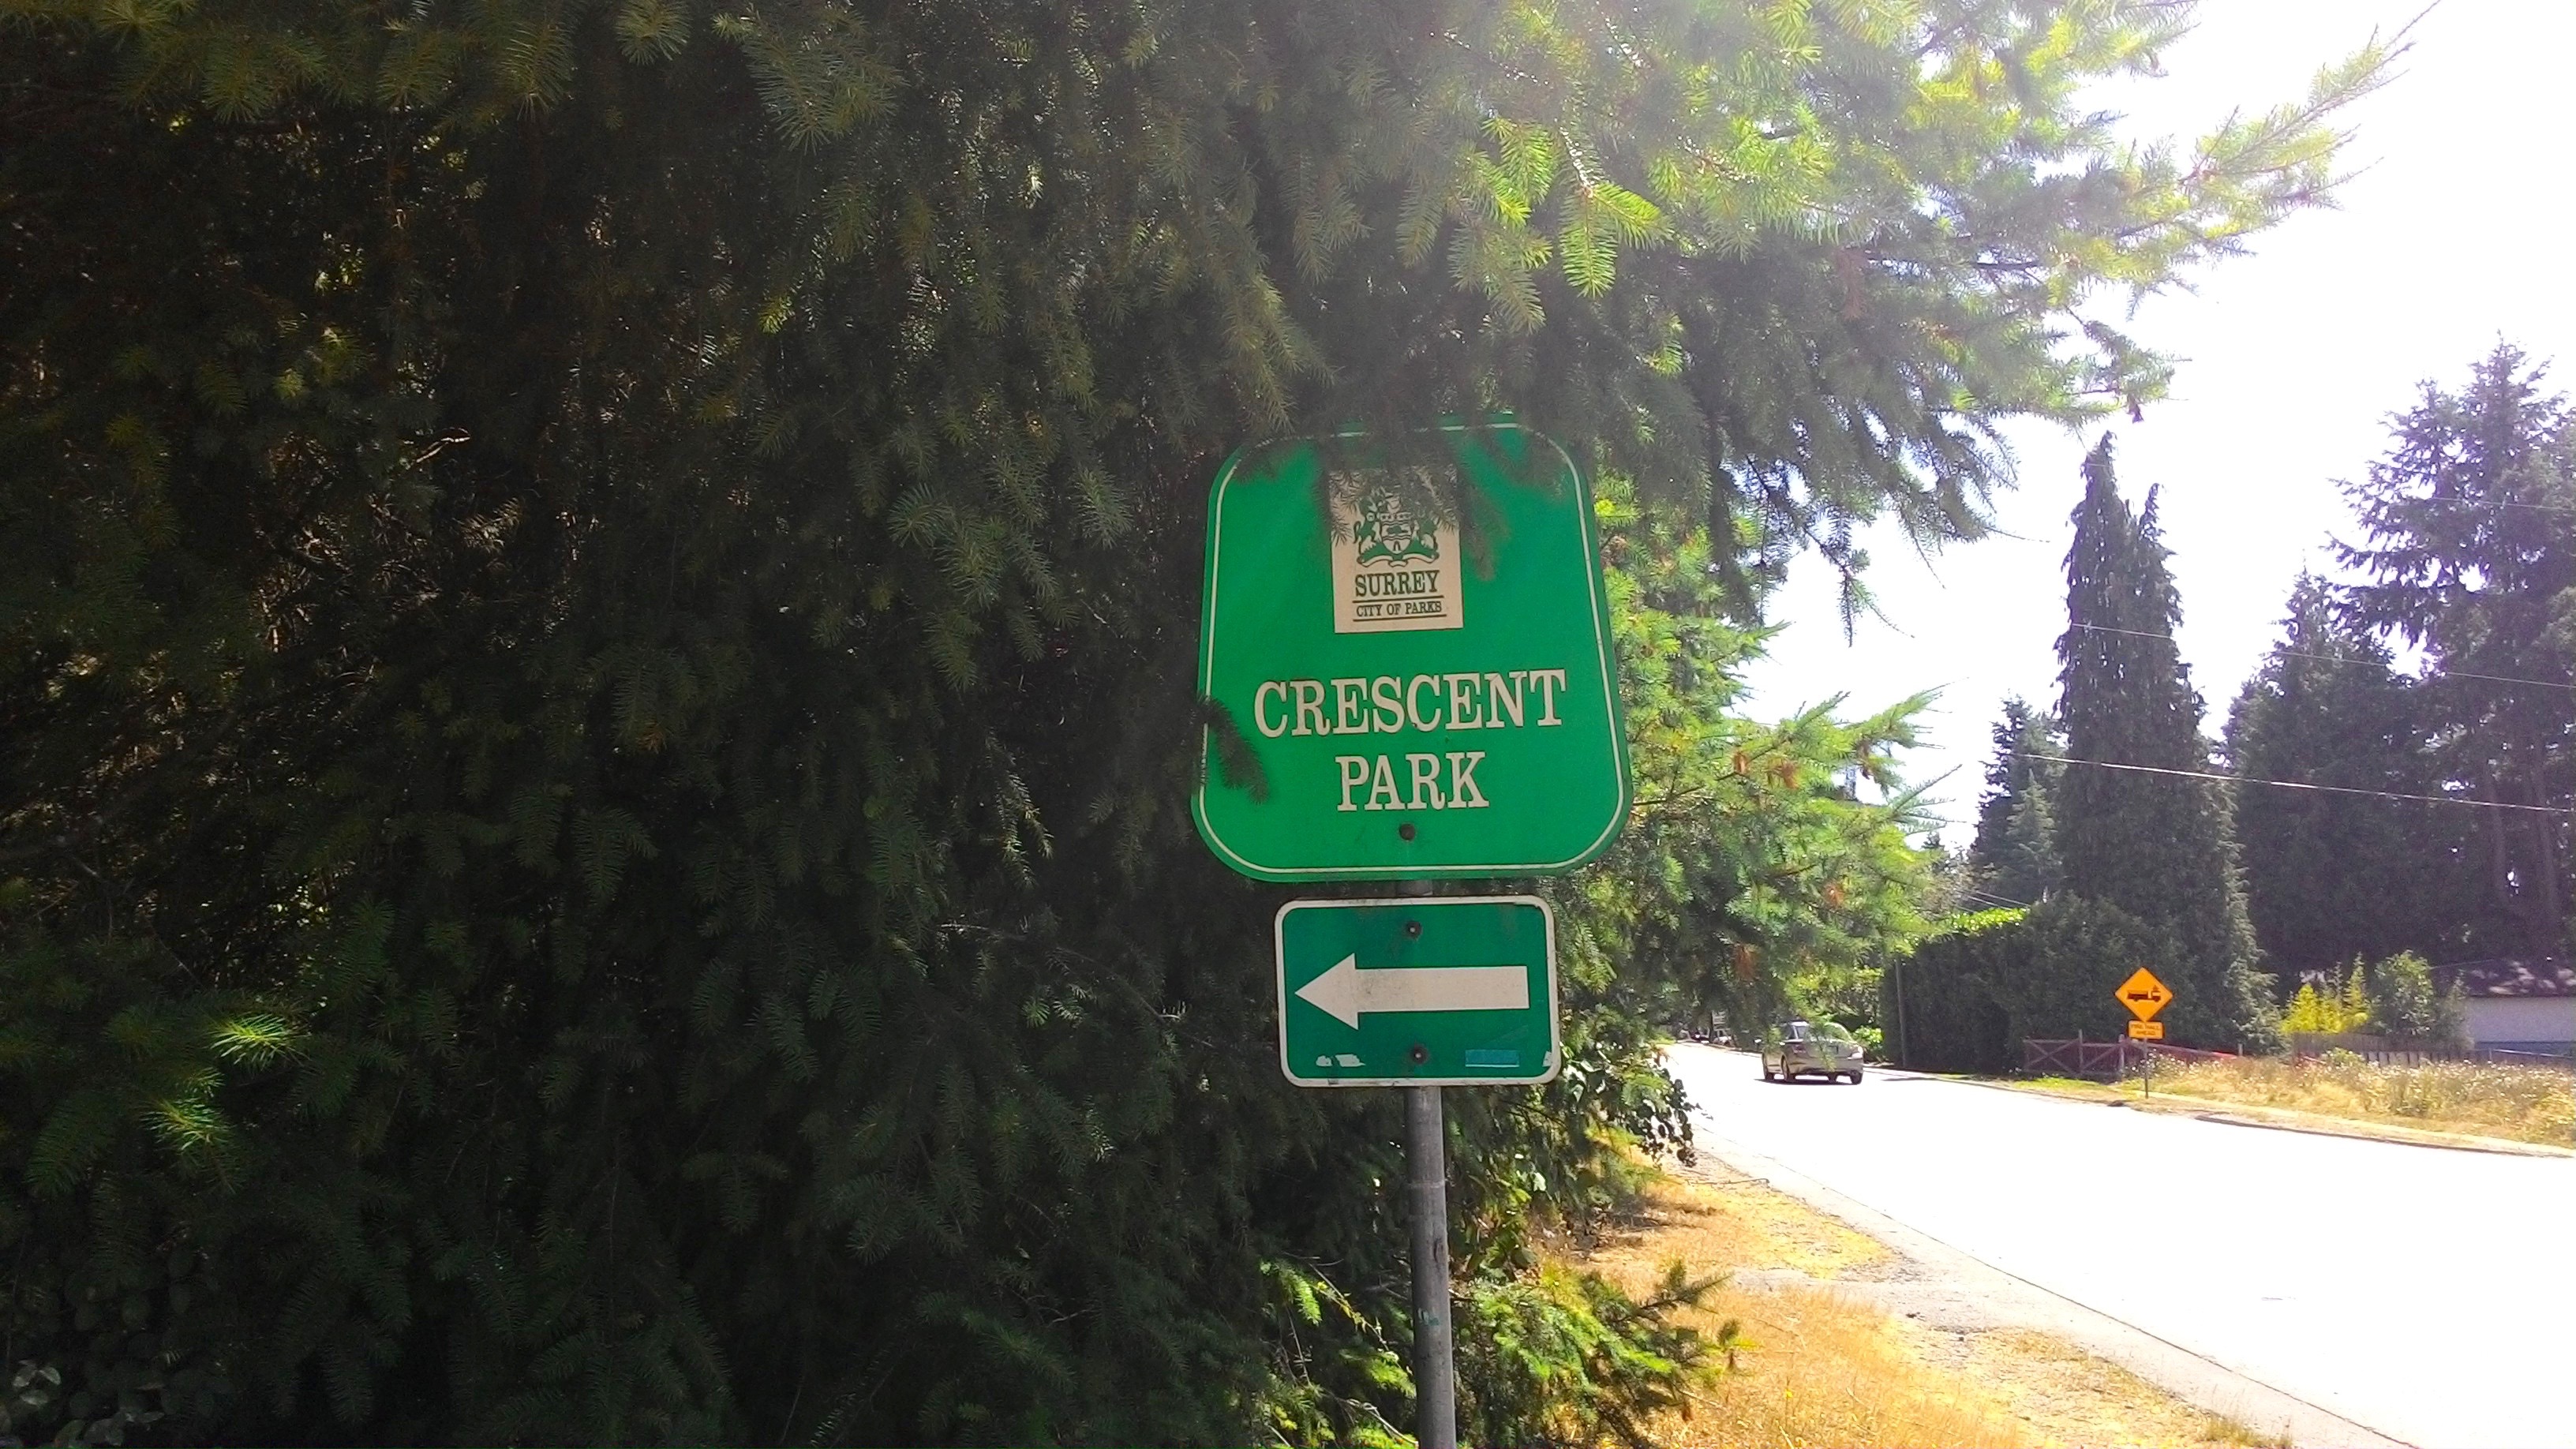 SURREY
CITY OF PARKS
CRESCENT
PARK